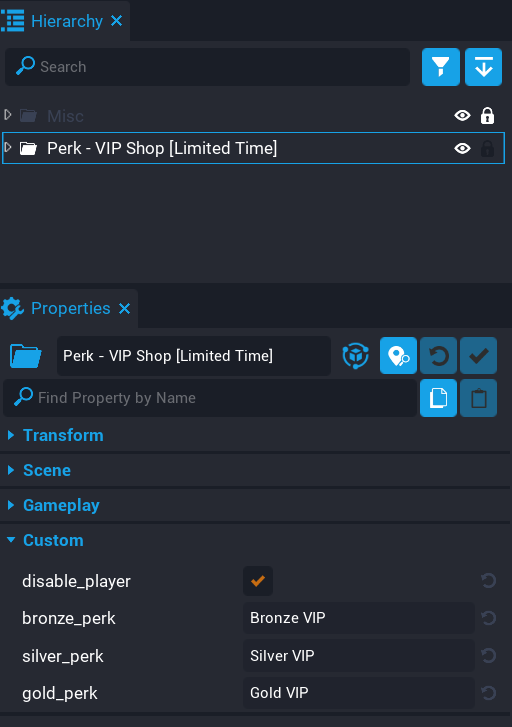 Hierarchy
Search
Misc
Perk - VIP Shop [Limited Time]
Properties
Perk - VIP Shop [Limited Time]
Find Property by Name
Transform
Scene
Gameplay
Custom
disable_player
bronze_perk Bronze VIP
silver_perk Silver VIP
gold_perk Gold VIP